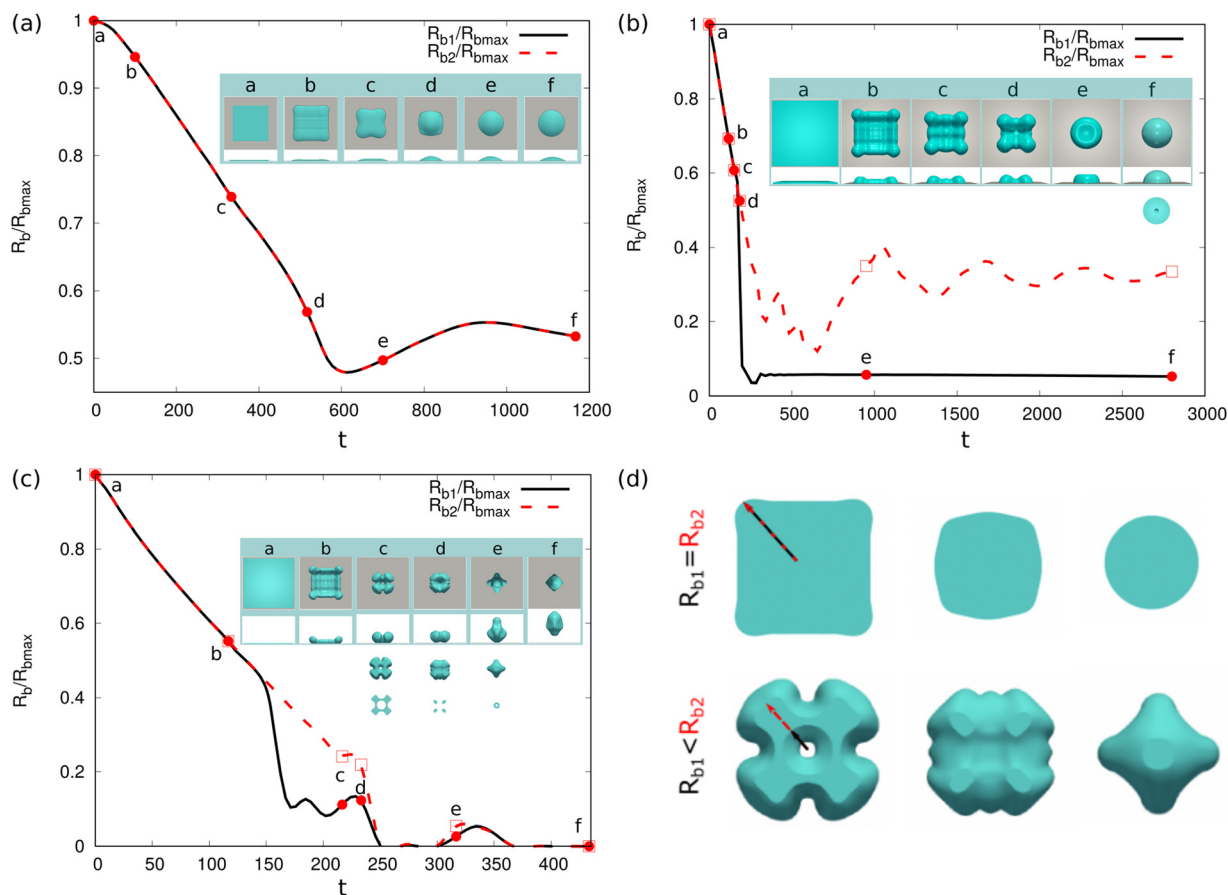 (a)
R_b/R_bmax
1
0.9
0.8
0.7
0.6
0.5
0
200
400
600
800
1000
1200
t
R_b1/R_bmax
R_b2/R_bmax
a b c d e f
a
b
c
d
e
f
(b)
R_b/R_bmax
1
0.8
0.6
0.4
0.2
0
0
500
1000
1500
2000
2500
3000
t
R_b1/R_bmax
R_b2/R_bmax
a b c d e f
a
b
c
d
e
f
(c)
R_b/R_bmax
1
0.8
0.6
0.4
0.2
0
0
50
100
150
200
250
300
350
400
t
R_b1/R_bmax
R_b2/R_bmax
a b c d e f
a
b
c
d
e
f
(d)
R_b1=R_b2
R_b1<R_b2